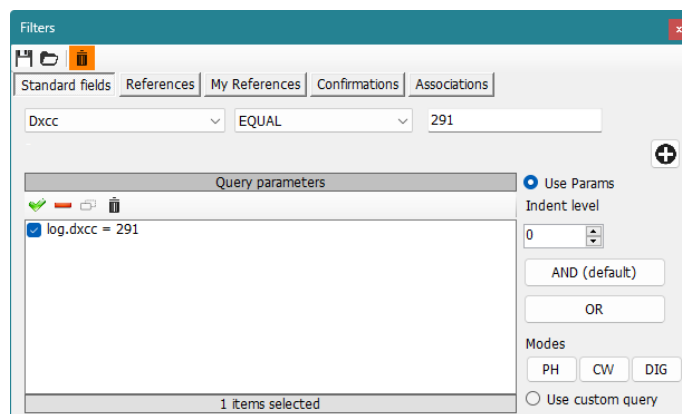 Filters
Standard fields References My References Confirmations Associations
Dxcc EQUAL 291
Query parameters
Use Params
Indent level
log.dxcc = 291
0
AND (default)
OR
Modes
PH CW DIG
Use custom query
1 items selected